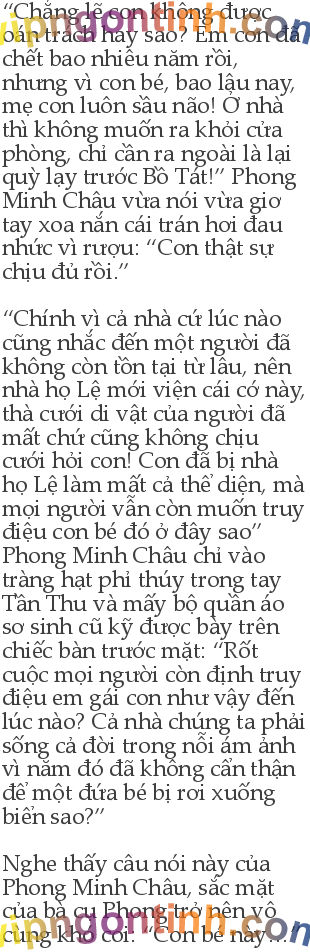 “Chẳng lẽ con không được
oán trách hay sao? Em con đã
chết bao nhiêu năm rồi,
nhưng vì con bé, bao lậu nay,
mẹ con luôn sầu não! Ở nhà
thì không muốn ra khỏi cửa
phòng, chỉ cần ra ngoài là lại
quỳ lạy trước Bồ Tát!” Phong
Minh Châu vừa nói vừa giơ
tay xoa nắn cái trán hơi đau
nhức vì rượu: “Con thật sự
chịu đủ rồi.”
“Chính vì cả nhà cứ lúc nào
cũng nhắc đến một người đã
không còn tồn tại từ lâu, nên
nhà họ Lệ mới viện cái cớ này,
thà cưới di vật của người đã
mất chứ cũng không chịu
cưới hỏi con! Con đã bị nhà
họ Lệ làm mất cả thể diện, mà
mọi người vẫn còn muốn truy
điệu con bé đó ở đây sao”
Phong Minh Châu chỉ vào
tràng hạt phỉ thúy trong tay
Tần Thu và mấy bộ quần áo
sơ sinh cũ kỹ được bày trên
chiếc bàn trước mặt: “Rốt
cuộc mọi người còn định truy
điệu em gái con như vậy đến
lúc nào? Cả nhà chúng ta phải
sống cả đời trong nỗi ám ảnh
vì năm đó đã không cẩn thận
để một đứa bé bị rơi xuống
biển sao?”
Nghe thấy câu nói này của
Phong Minh Châu, sắc mặt
của bà cụ Phong trở nên vô
cùng khó coi: “Con bé này...
vipngontinh.com
vipngontinh.com